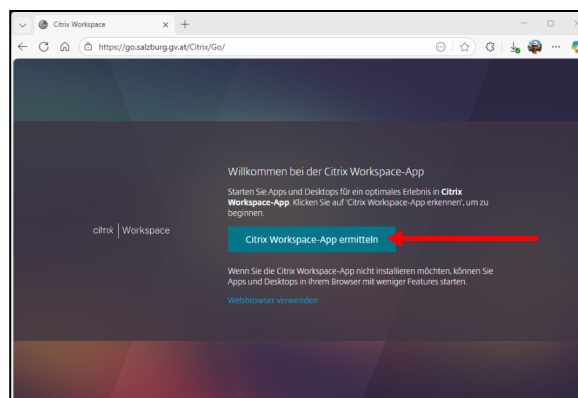 Citrix Workspace
https://go.salzburg.gv.at/Citrix/Go/
Willkommen bei der Citrix Workspace-App
Starten Sie Apps und Desktops für ein optimales Erlebnis in Citrix
Workspace-App. Klicken Sie auf 'Citrix Workspace-App erkennen', um zu
beginnen.
citrix | Workspace
Citrix Workspace-App ermitteln
Wenn Sie die Citrix Workspace-App nicht installieren möchten, können Sie
Apps und Desktops in Ihrem Browser mit weniger Features starten.
Webbrowser verwenden